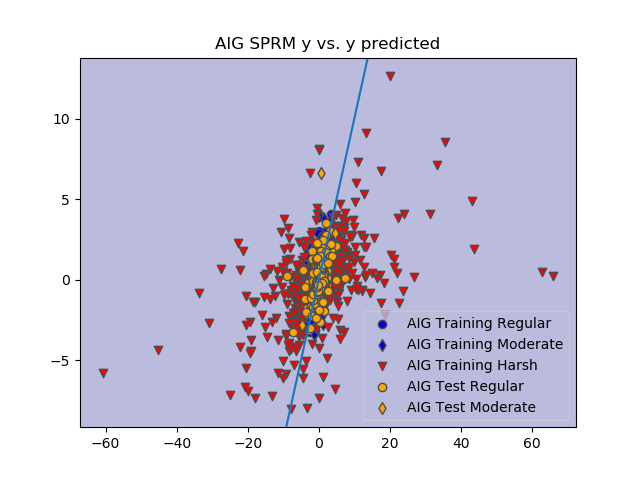 AIG SPRM y vs. y predicted
10
5
0
−5
−60 −40 −20 0 20 40 60
AIG Training Regular
AIG Training Moderate
AIG Training Harsh
AIG Test Regular
AIG Test Moderate